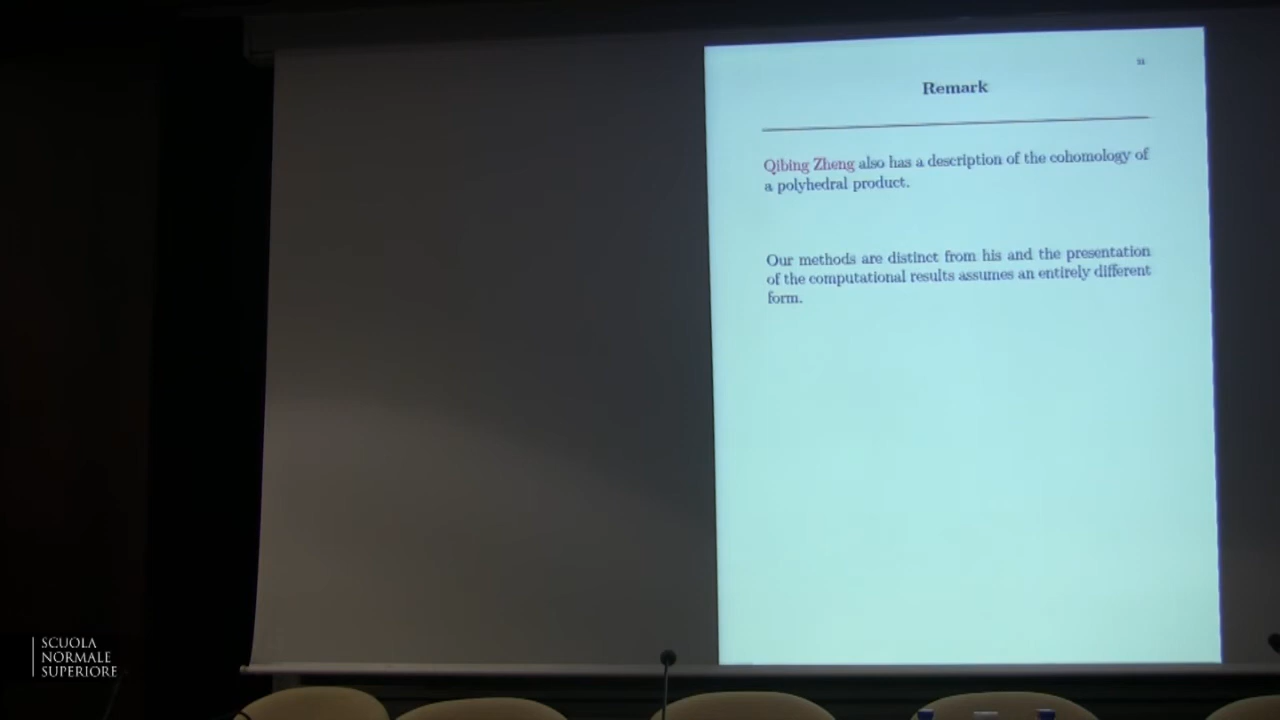 Remark
Qibing Zheng also has a description of the cohomology of
a polyhedral product.
Our methods are distinct from his and the presentation
of the computational results assumes an entirely different
form.
SCUOLA
NORMALE
SUPERIORE